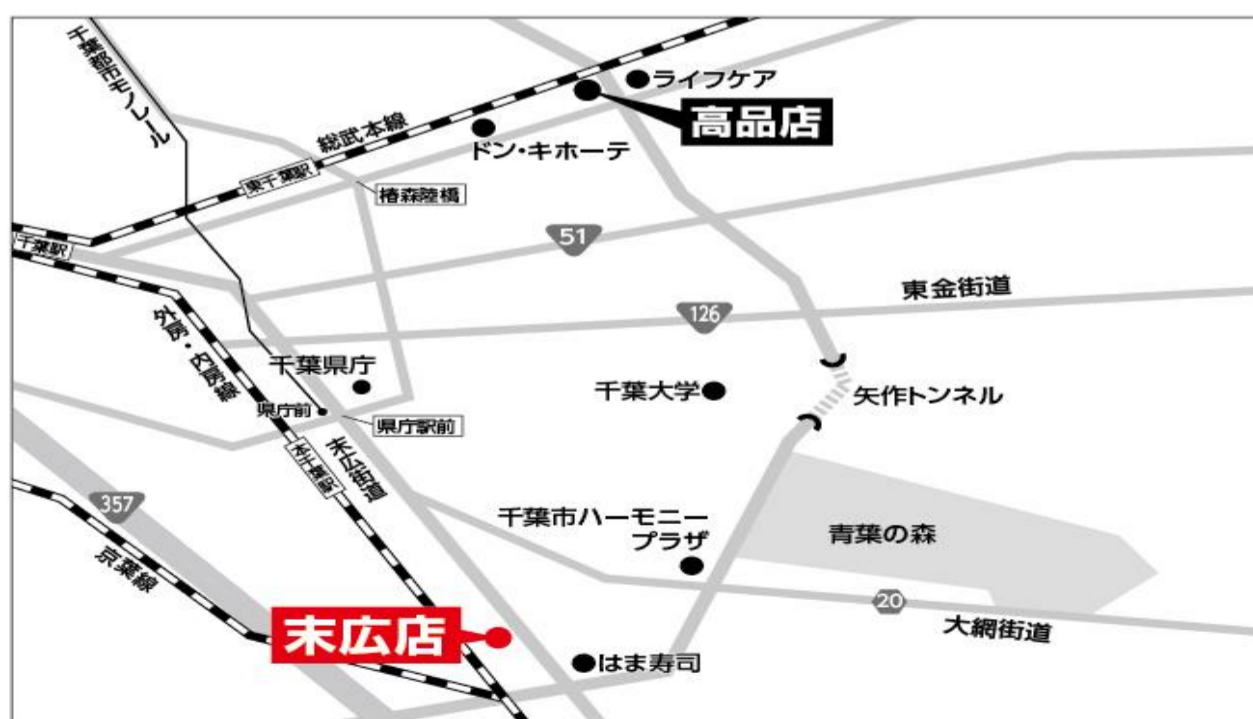 千葉都市モノレール
ライフケア
高品店
総武本線
ドン・キホーテ
東千葉駅
椿森陸橋
51
千葉駅
東金街道
126
外房・内房線
千葉県庁
千葉大学
矢作トンネル
県庁前
県庁駅前
末広街道
本千葉駅
357
千葉市ハーモニー
プラザ
青葉の森
京葉線
20
大網街道
末広店
はま寿司